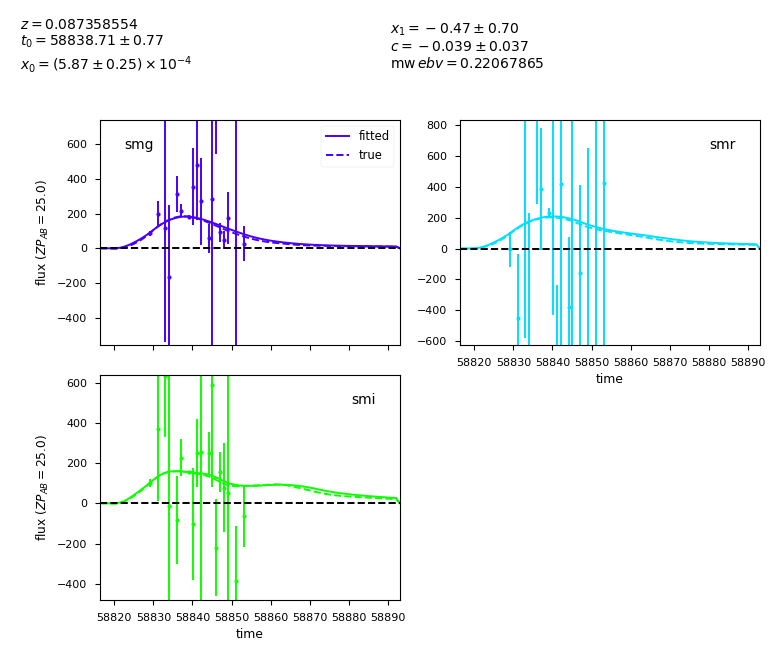 z = 0.087358554
t₀ = 58838.71 ± 0.77
x₀ = (5.87 ± 0.25) × 10⁻⁴
x₁ = −0.47 ± 0.70
c = −0.039 ± 0.037
mw ebv = 0.22067865
smg
fitted
true
600
400
200
0
−200
−400
flux (ZP_AB = 25.0)
smr
800
600
400
200
0
−200
−400
−600
58820 58830 58840 58850 58860 58870 58880 58890
time
smi
600
400
200
0
−200
−400
flux (ZP_AB = 25.0)
58820 58830 58840 58850 58860 58870 58880 58890
time